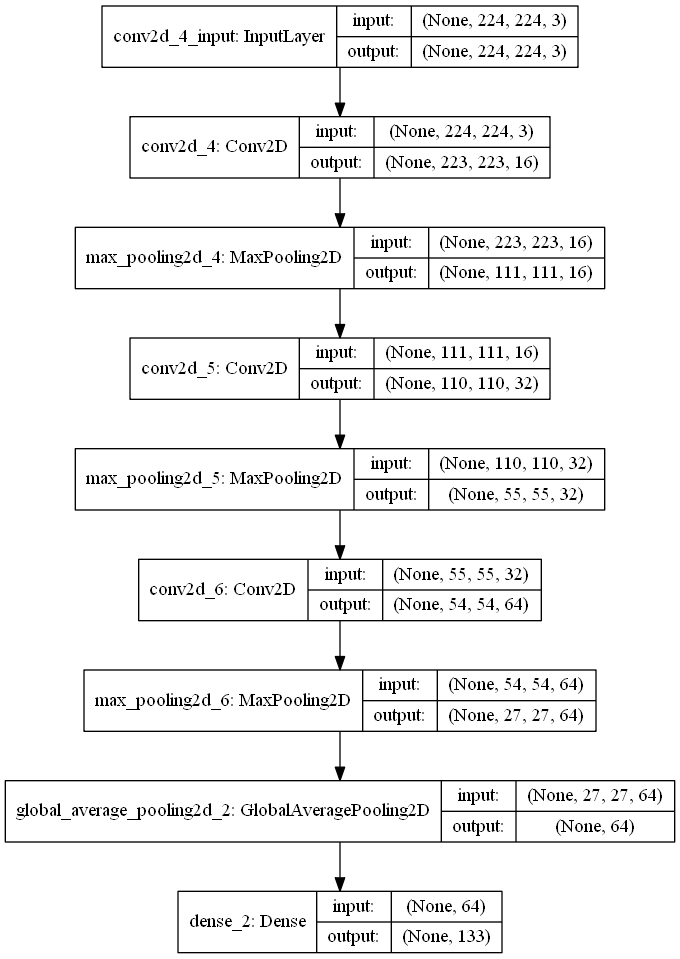 conv2d_4_input: InputLayer
input: (None, 224, 224, 3)
output: (None, 224, 224, 3)
conv2d_4: Conv2D
input: (None, 224, 224, 3)
output: (None, 223, 223, 16)
max_pooling2d_4: MaxPooling2D
input: (None, 223, 223, 16)
output: (None, 111, 111, 16)
conv2d_5: Conv2D
input: (None, 111, 111, 16)
output: (None, 110, 110, 32)
max_pooling2d_5: MaxPooling2D
input: (None, 110, 110, 32)
output: (None, 55, 55, 32)
conv2d_6: Conv2D
input: (None, 55, 55, 32)
output: (None, 54, 54, 64)
max_pooling2d_6: MaxPooling2D
input: (None, 54, 54, 64)
output: (None, 27, 27, 64)
global_average_pooling2d_2: GlobalAveragePooling2D
input: (None, 27, 27, 64)
output: (None, 64)
dense_2: Dense
input: (None, 64)
output: (None, 133)